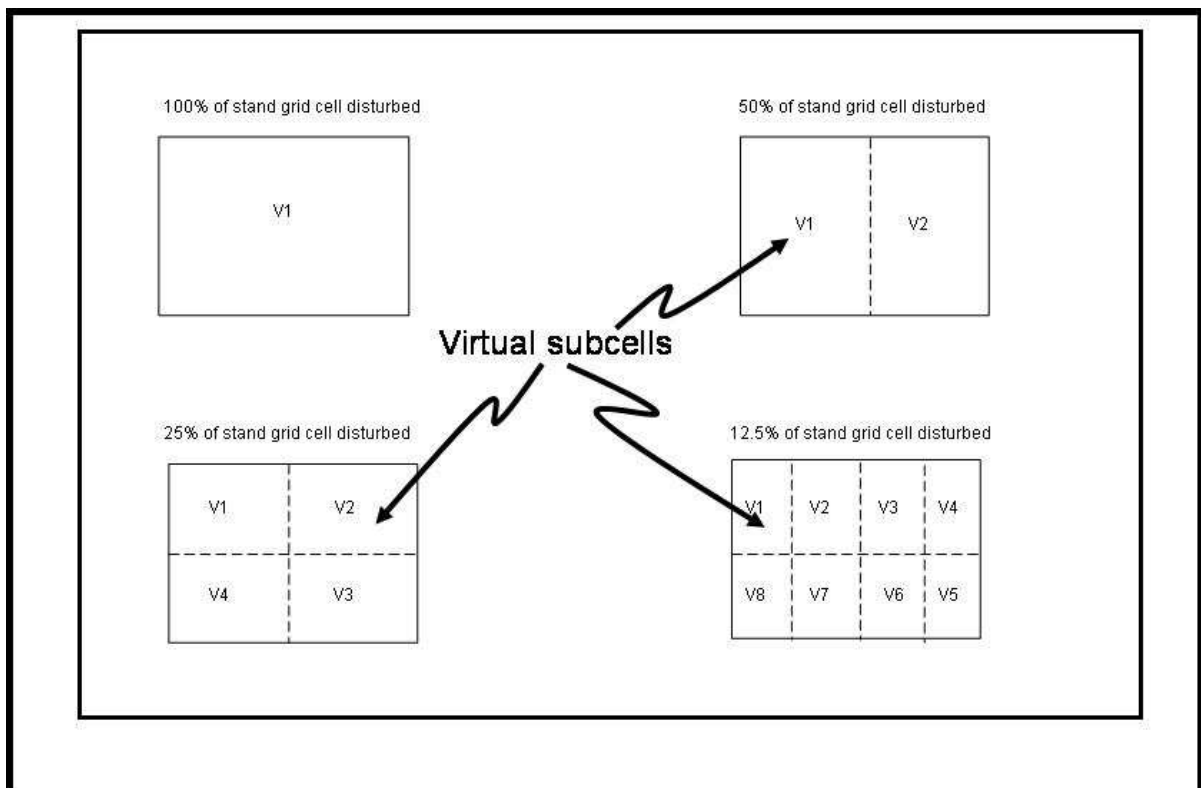 100% of stand grid cell disturbed
50% of stand grid cell disturbed
V1
V1 V2
Virtual subcells
25% of stand grid cell disturbed
12.5% of stand grid cell disturbed
V1 V2
V4 V3
V1 V2 V3 V4
V8 V7 V6 V5